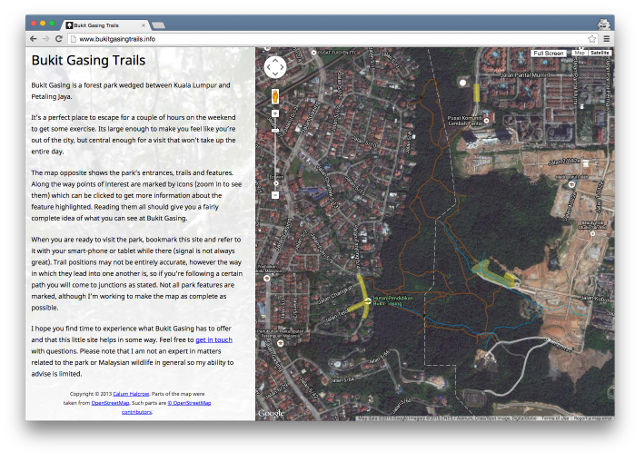 Bukit Gasing Trails
www.bukitgasingtrails.info
Bukit Gasing Trails
Bukit Gasing is a forest park wedged between Kuala Lumpur and
Petaling Jaya.
It's a perfect place to escape for a couple of hours on the weekend
to get some exercise. Its large enough to make you feel like you're
out of the city, but central enough for a visit that won't take up the
entire day.
The map opposite shows the park's entrances, trails and features.
Along the way points of interest are marked by icons (zoom in to see
them) which can be clicked to get more information about the
feature highlighted. Reading them all should give you a fairly
complete idea of what you can see at Bukit Gasing.
When you are ready to visit the park, bookmark this site and refer to
it with your smart-phone or tablet while there (signal is not always
great). Trail positions may not be entirely accurate, however the way
in which they lead into one another is, so if you're following a certain
path you will come to junctions as stated. Not all park features are
marked, although I'm working to make the map as complete as
possible.
I hope you find time to experience what Bukit Gasing has to offer
and that this little site helps in some way. Feel free to get in touch
with questions. Please note that I am not an expert in matters
related to the park or Malaysian wildlife in general so my ability to
advise is limited.
Copyright © 2013 Ealum Halcrow. Parts of the map were
taken from OpenStreetMap. Such parts are © OpenStreetMap
contributors.
Full Screen
Map
Satellite
Jalan Pantai Murni
Pusat Komuniti
Lembah Pantai
Hutan Pendidikan
Bukit Gasing
Google
Terms of Use
Report a map error